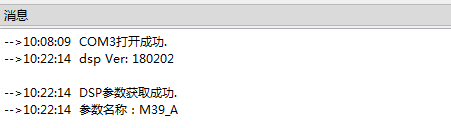 消息
-->10:08:09 COM3打开成功.
-->10:22:14 dsp Ver: 180202
-->10:22:14 DSP参数获取成功.
-->10:22:14 参数名称：M39_A